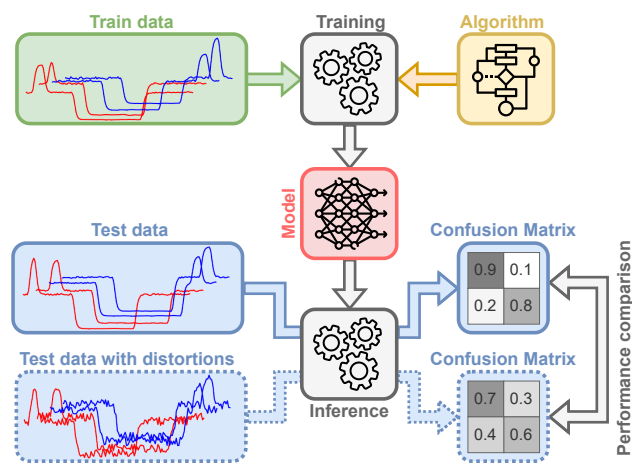 Train data
Training
Algorithm
Model
Test data
Confusion Matrix
0.9 0.1
0.2 0.8
Test data with distortions
Inference
Confusion Matrix
0.7 0.3
0.4 0.6
Performance comparison